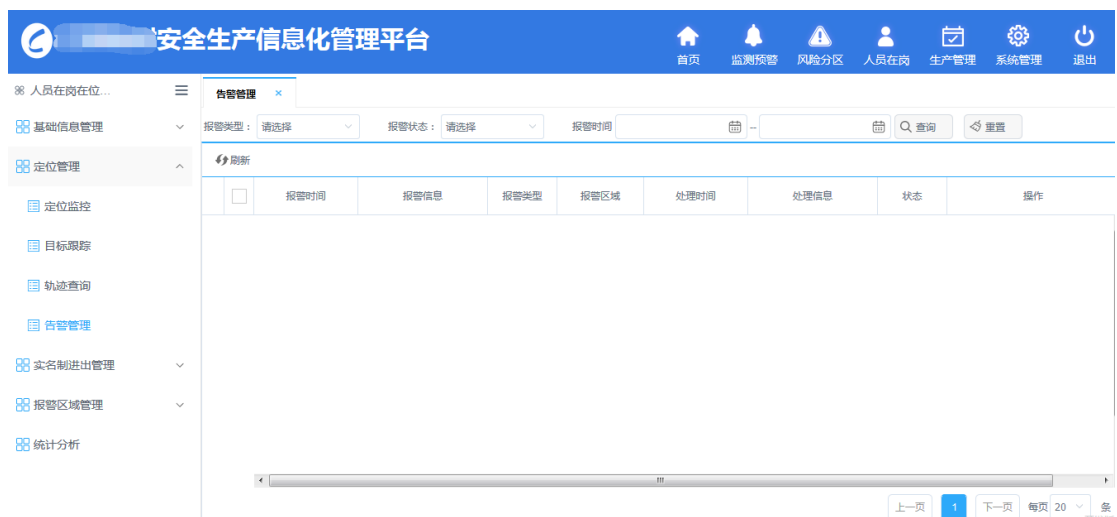 安全生产信息化管理平台
首页 监测预警 风险分区 人员在岗 生产管理 系统管理 退出
人员在岗在位...
告警管理 ×
基础信息管理
报警类型： 请选择 报警状态： 请选择 报警时间 - 查询 重置
定位管理
刷新
报警时间 报警信息 报警类型 报警区域 处理时间 处理信息 状态 操作
定位监控
目标跟踪
轨迹查询
告警管理
实名制进出管理
报警区域管理
统计分析
上一页 1 下一页 每页 20 条